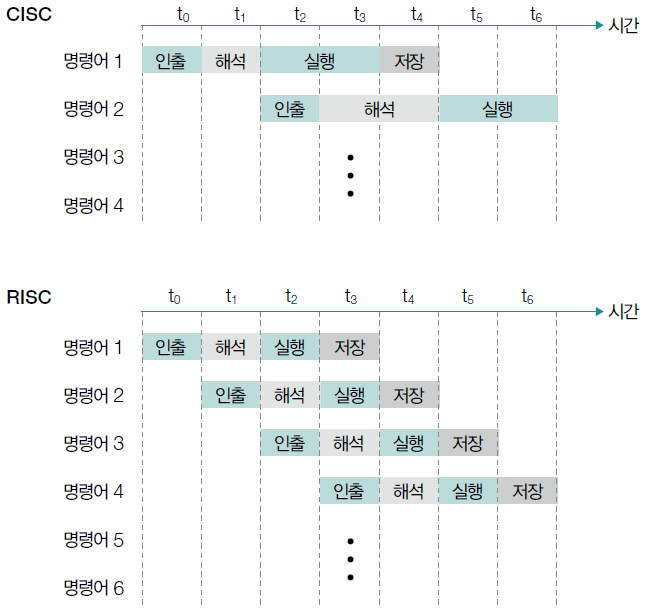 CISC t₀ t₁ t₂ t₃ t₄ t₅ t₆ 시간
명령어 1 인출 해석 실행 저장
명령어 2 인출 해석 실행
명령어 3
명령어 4
RISC t₀ t₁ t₂ t₃ t₄ t₅ t₆ 시간
명령어 1 인출 해석 실행 저장
명령어 2 인출 해석 실행 저장
명령어 3 인출 해석 실행 저장
명령어 4 인출 해석 실행 저장
명령어 5
명령어 6